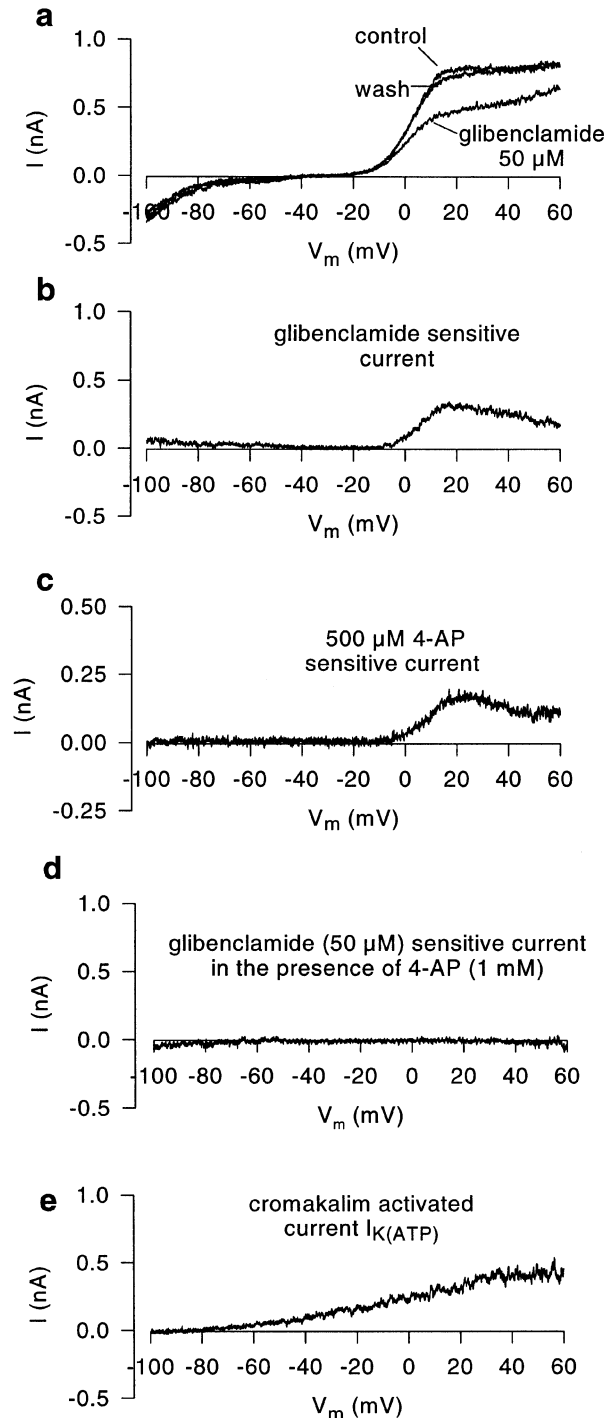 a
1.0
control
wash
0.5
glibenclamide
50 µM
I (nA)
0.0
-100 -80 -60 -40 -20 0 20 40 60
-0.5
Vm (mV)
b
1.0
glibenclamide sensitive
current
0.5
I (nA)
0.0
-100 -80 -60 -40 -20 0 20 40 60
-0.5
Vm (mV)
c
0.50
500 µM 4-AP
sensitive current
0.25
I (nA)
0.00
-100 -80 -60 -40 -20 0 20 40 60
-0.25
Vm (mV)
d
1.0
glibenclamide (50 µM) sensitive current
in the presence of 4-AP (1 mM)
0.5
I (nA)
0.0
-100 -80 -60 -40 -20 0 20 40 60
-0.5
Vm (mV)
e
1.0
cromakalim activated
current IK(ATP)
0.5
I (nA)
0.0
-100 -80 -60 -40 -20 0 20 40 60
-0.5
Vm (mV)